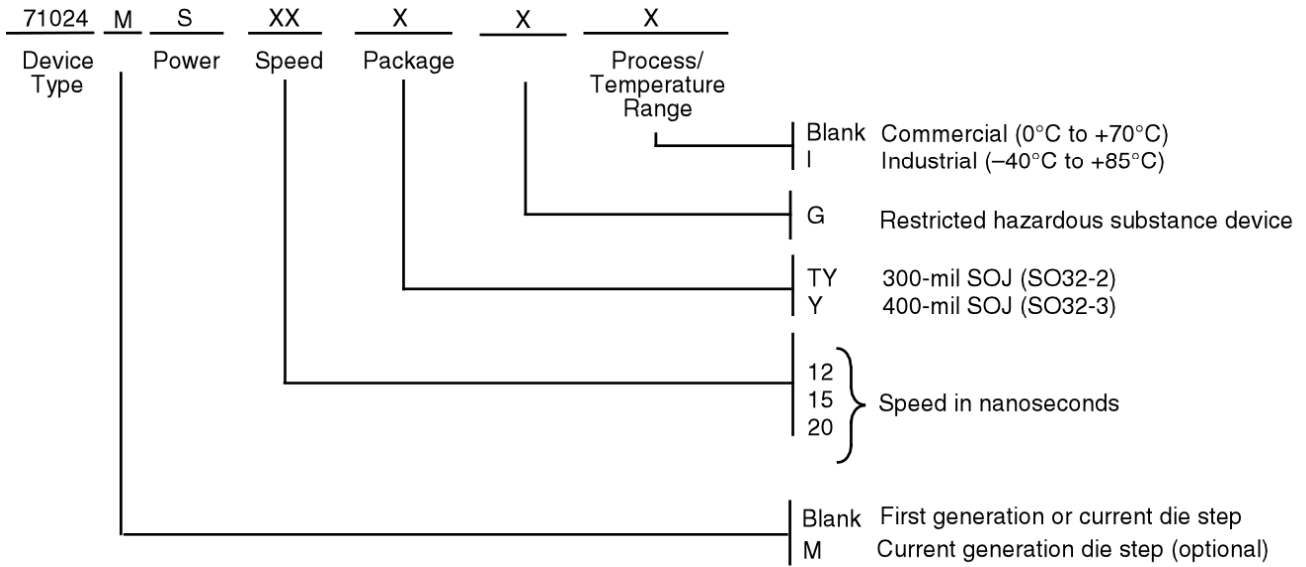 71024 M S XX X X X
Device Power Speed Package Process/
Type Temperature
Range
Blank Commercial (0°C to +70°C)
I Industrial (–40°C to +85°C)
G Restricted hazardous substance device
TY 300-mil SOJ (SO32-2)
Y 400-mil SOJ (SO32-3)
12
15 Speed in nanoseconds
20
Blank First generation or current die step
M Current generation die step (optional)